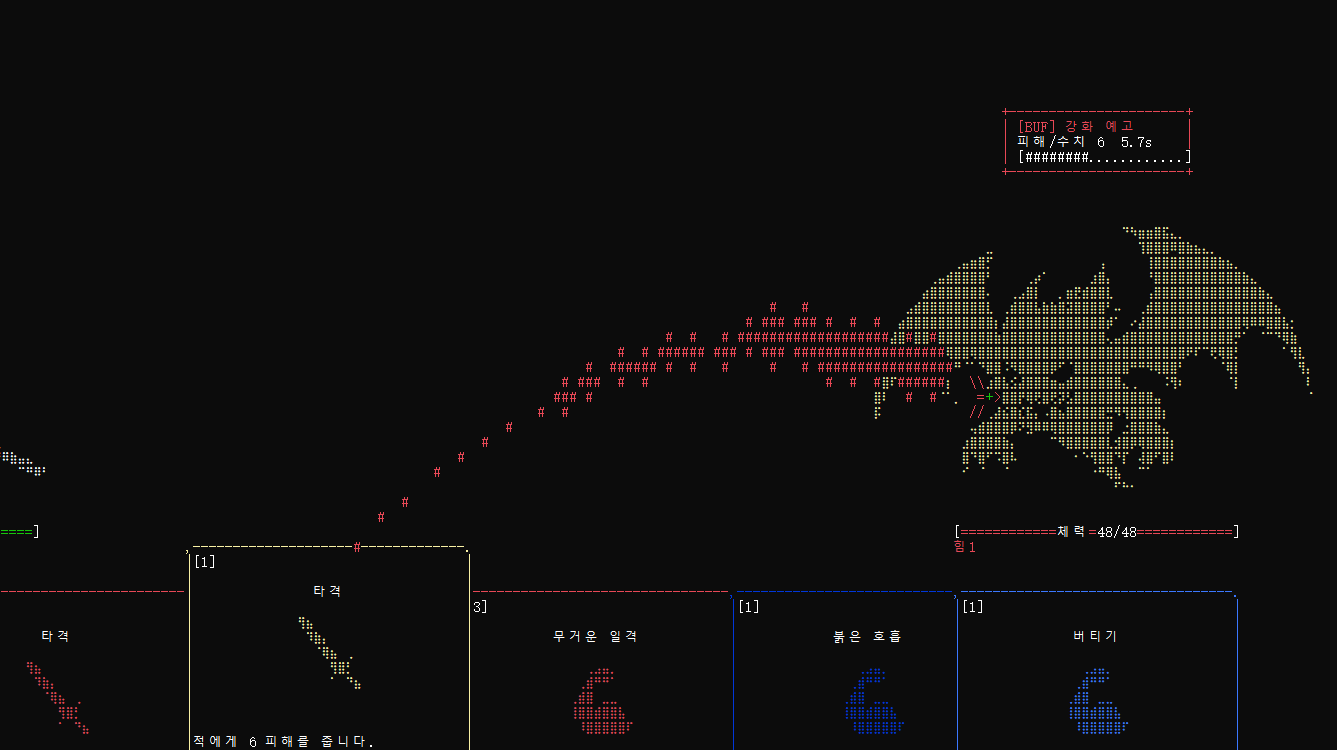 [BUF] 강화 예고
피해/수치 6 5.7s
[########............]
체력 48/48
힘 1
[1]
타격
적에게 6 피해를 줍니다.
타격
3]
무거운 일격
[1]
붉은 호흡
[1]
버티기